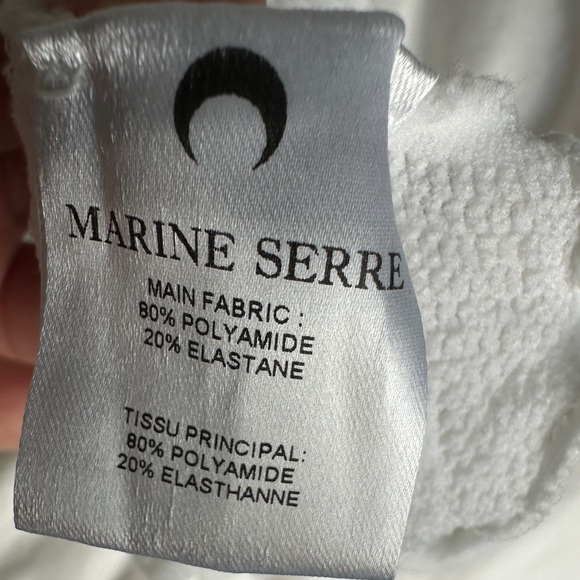 MARINE SERRE
MAIN FABRIC :
80% POLYAMIDE
20% ELASTANE
TISSU PRINCIPAL:
80% POLYAMIDE
20% ELASTHANNE